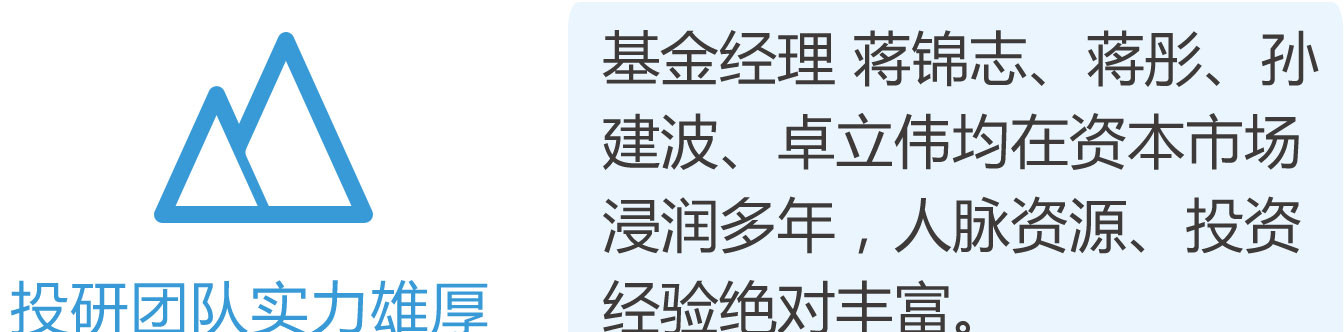 投研团队实力雄厚
基金经理 蒋锦志、蒋彤、孙
建波、卓立伟均在资本市场
浸润多年，人脉资源、投资
经验绝对丰富。